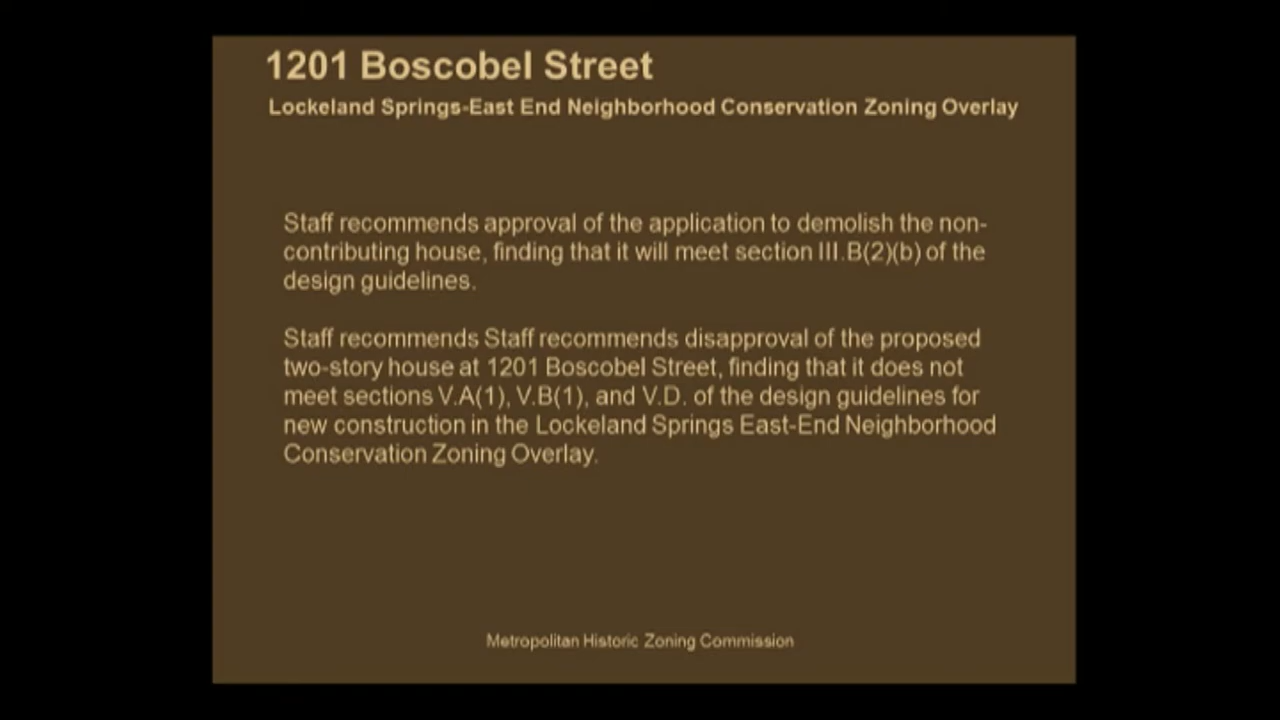 1201 Boscobel Street
Lockeland Springs-East End Neighborhood Conservation Zoning Overlay
Staff recommends approval of the application to demolish the non-
contributing house, finding that it will meet section III.B(2)(b) of the
design guidelines.
Staff recommends Staff recommends disapproval of the proposed
two-story house at 1201 Boscobel Street, finding that it does not
meet sections V.A(1), V.B(1), and V.D. of the design guidelines for
new construction in the Lockeland Springs East-End Neighborhood
Conservation Zoning Overlay.
Metropolitan Historic Zoning Commission